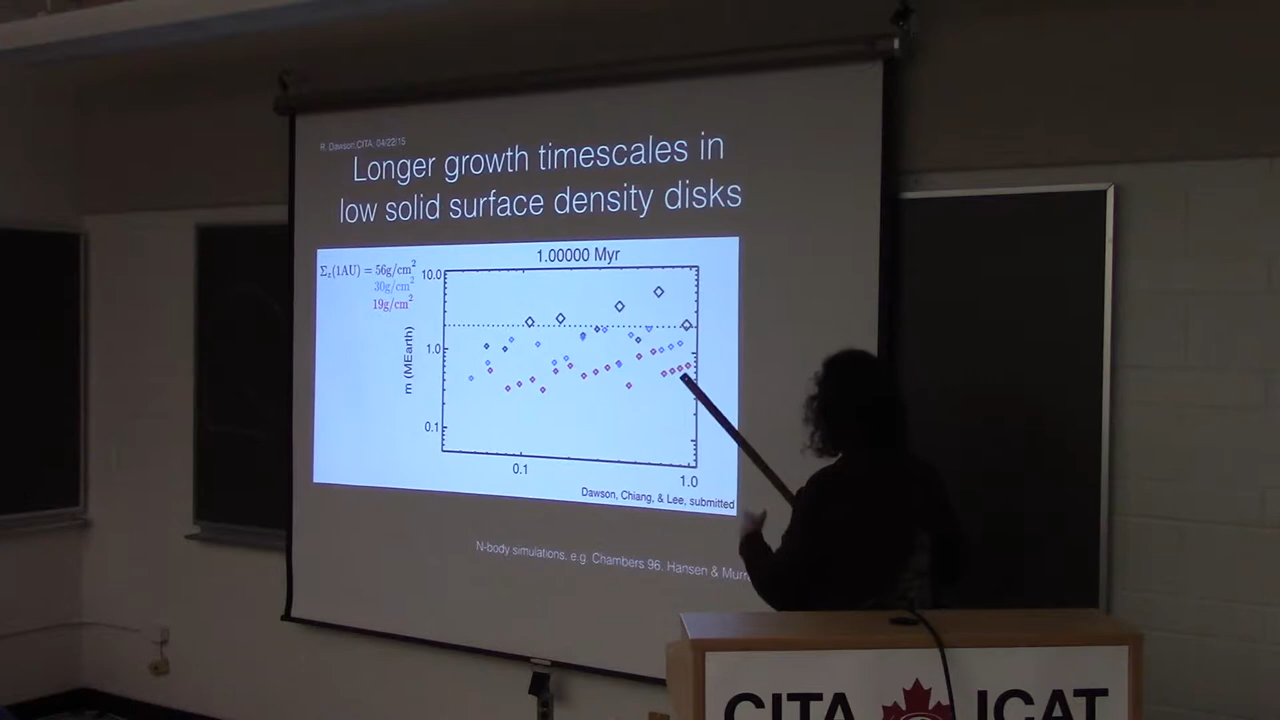 R. Dawson, CITA, 04/22/15
Longer growth timescales in
low solid surface density disks
Σz(1AU) = 56g/cm²
30g/cm²
19g/cm²
1.00000 Myr
10.0
1.0
0.1
m (MEarth)
0.1
1.0
Dawson, Chiang, & Lee, submitted
N-body simulations. e.g. Chambers 96, Hansen &
CITA ICAT